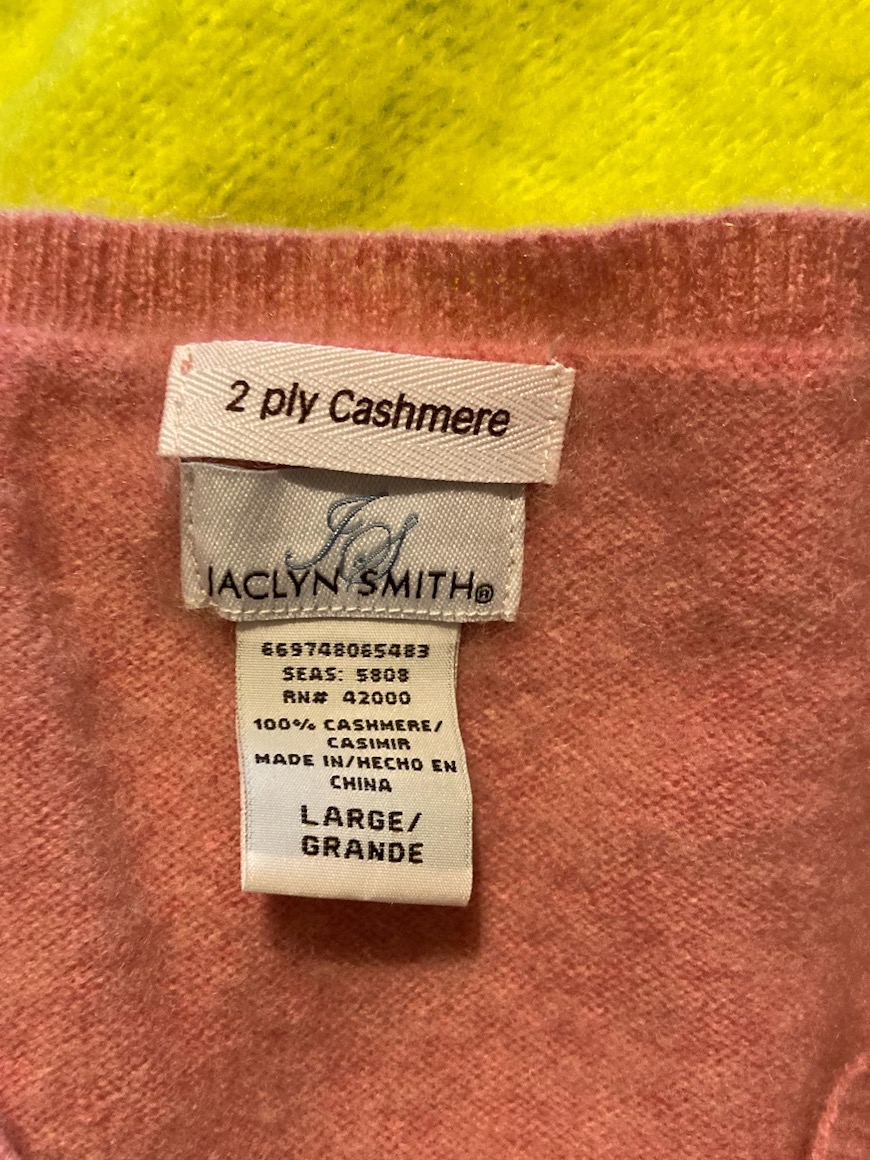 2 ply Cashmere
JS
JACLYN SMITH®
669748065483
SEAS: 5808
RN# 42000
100% CASHMERE/
CASIMIR
MADE IN/HECHO EN
CHINA
LARGE/
GRANDE